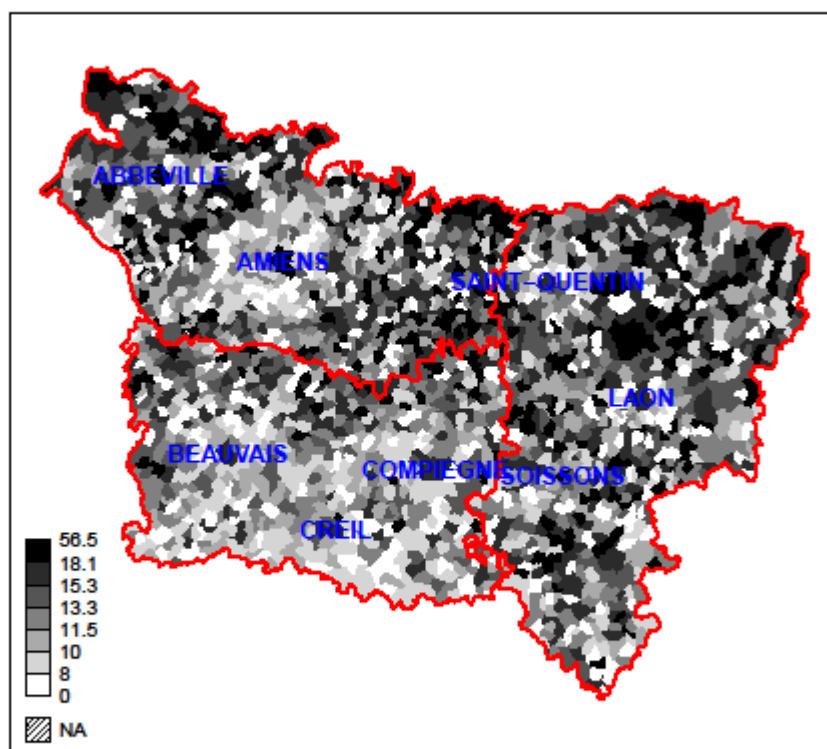 ABBEVILLE
AMIENS
SAINT−QUENTIN
LAON
BEAUVAIS
COMPIEGNE
SOISSONS
CREIL
56.5
18.1
15.3
13.3
11.5
10
8
0
NA